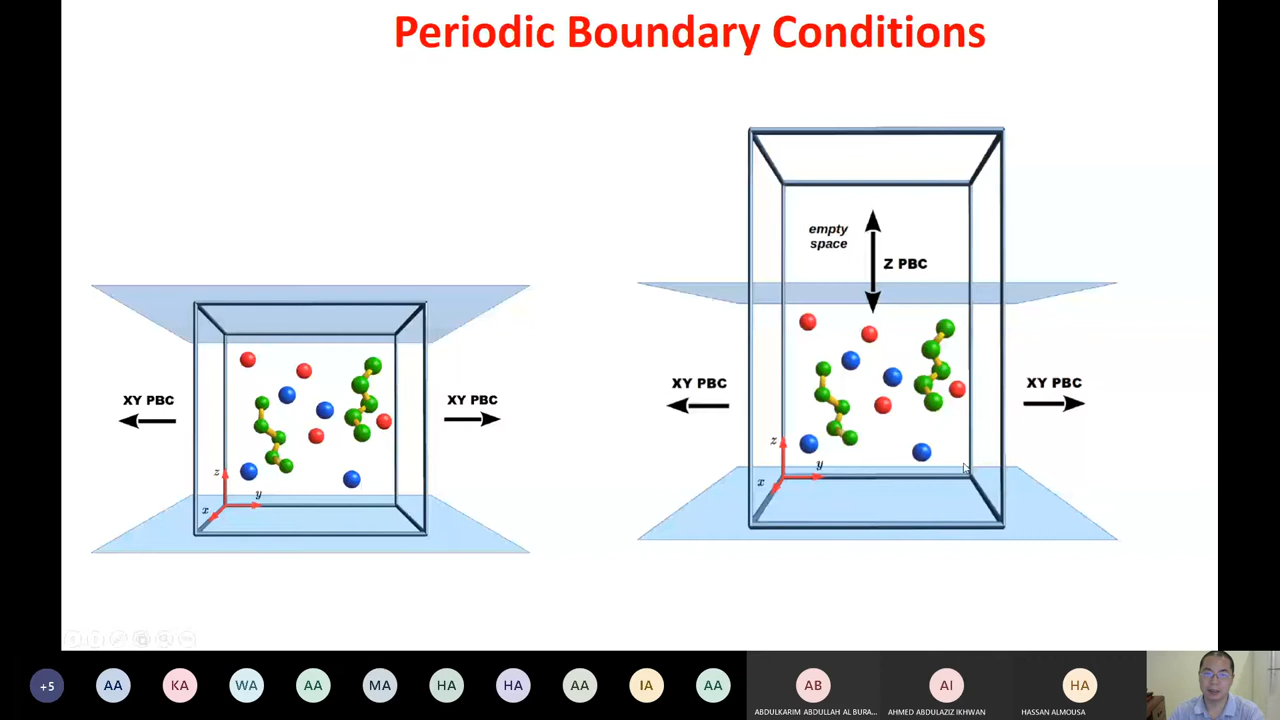 Periodic Boundary Conditions
XY PBC
XY PBC
z
y
x
empty
space
Z PBC
XY PBC
XY PBC
z
y
x
+5
AA
KA
WA
AA
MA
HA
HA
AA
IA
AA
AB
ABDULKARIM ABDULLAH AL BURA...
AI
AHMED ABDULAZIZ IKHWAN
HA
HASSAN ALMOUSA